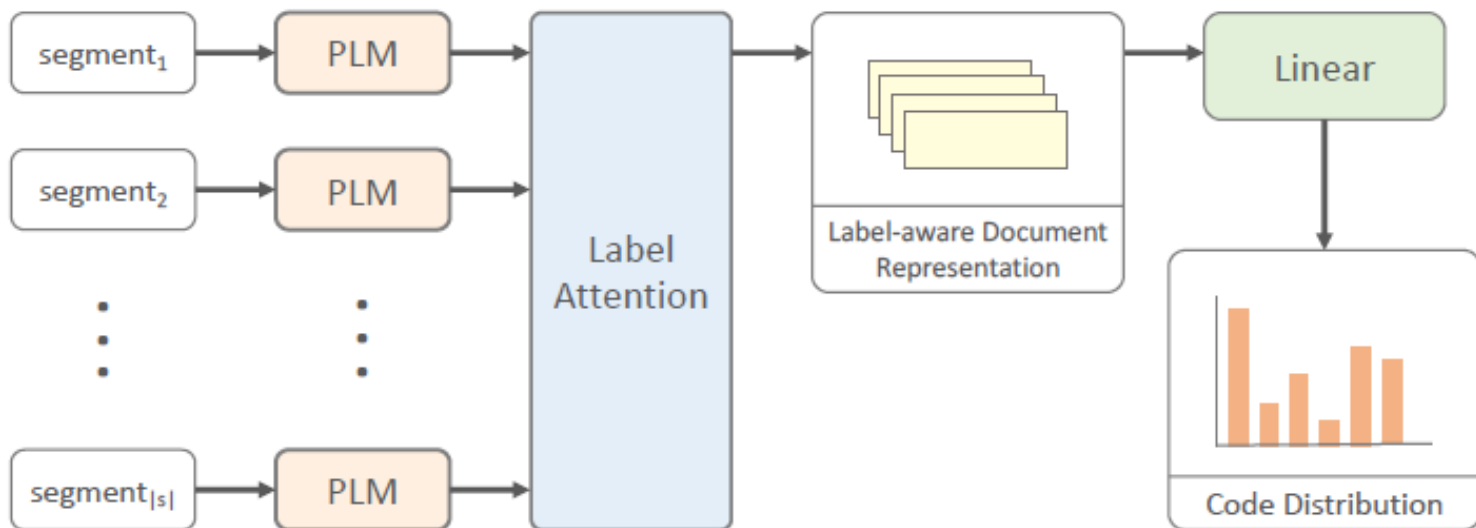 segment₁
PLM
segment₂
PLM
segment|s|
PLM
Label
Attention
Label-aware Document
Representation
Linear
Code Distribution